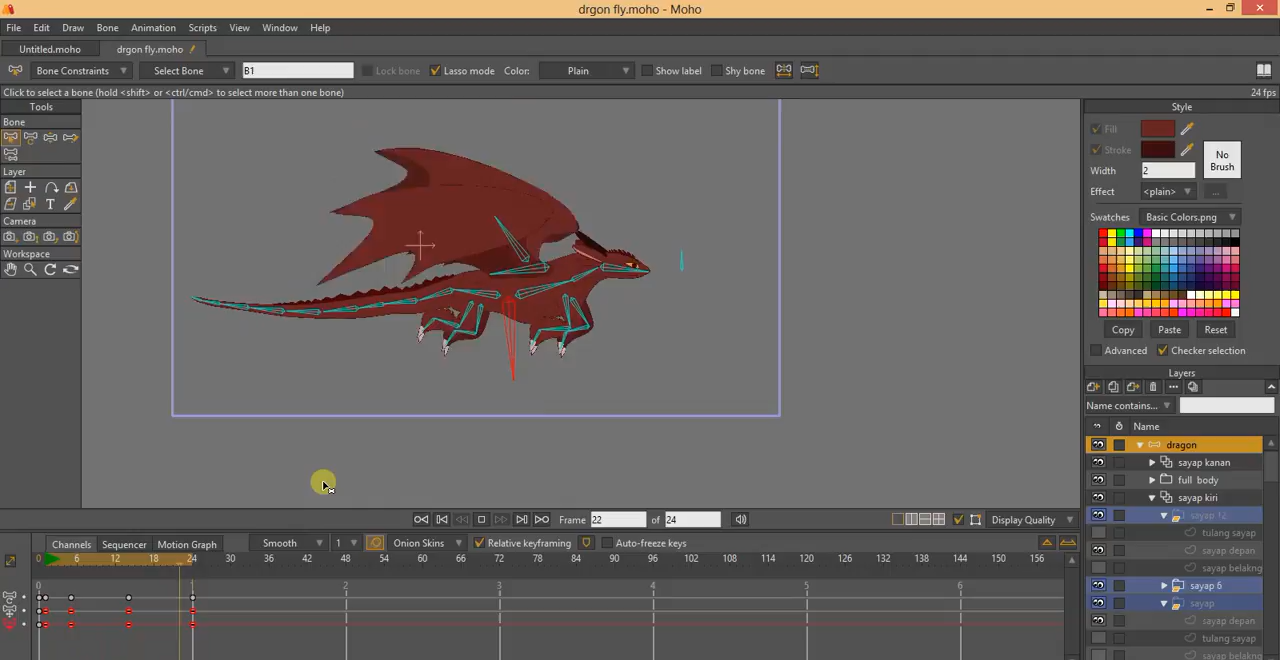 drgon fly.moho - Moho
File Edit Draw Bone Animation Scripts View Window Help
Untitled.moho drgon fly.moho
Bone Constraints Select Bone B1 Lock bone Lasso mode Color: Plain Show label Shy bone
Click to select a bone (hold <shift> or <ctrl/cmd> to select more than one bone) 24 fps
Tools
Bone
Layer
T
Camera
Workspace
Style
Fill
Stroke
No Brush
Width 2
Effect <plain> ...
Swatches Basic Colors.png
Copy Paste Reset
Advanced Checker selection
Layers
Name contains...
Name
dragon
sayap kanan
full body
sayap kiri
sayap 12
tulang sayap
sayap depan
sayap belakng
sayap 6
sayap
sayap depan
tulang sayap
sayap belakng
Frame 22 of 24 Display Quality
Channels Sequencer Motion Graph Smooth 1 Onion Skins Relative keyframing Auto-freeze keys
0 6 12 18 24 30 36 42 48 54 60 66 72 78 84 90 96 102 108 114 120 126 132 138 144 150 156
0 2 3 4 5 6